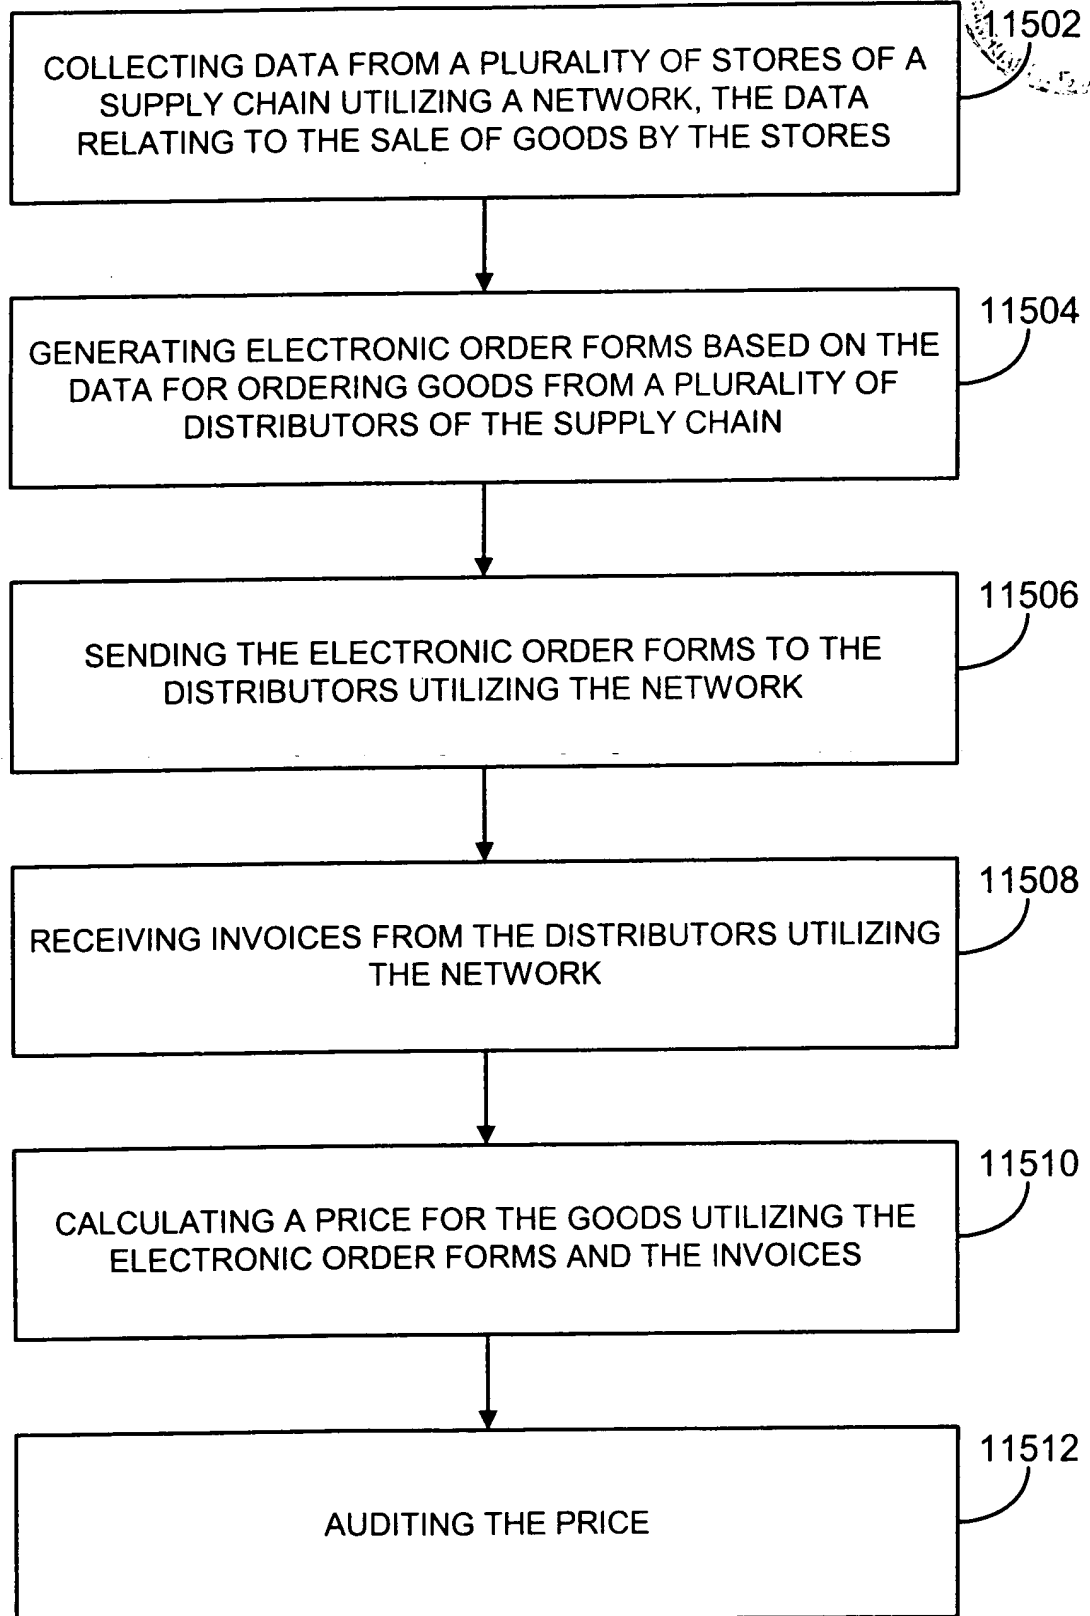 11502
COLLECTING DATA FROM A PLURALITY OF STORES OF A
SUPPLY CHAIN UTILIZING A NETWORK, THE DATA
RELATING TO THE SALE OF GOODS BY THE STORES
11504
GENERATING ELECTRONIC ORDER FORMS BASED ON THE
DATA FOR ORDERING GOODS FROM A PLURALITY OF
DISTRIBUTORS OF THE SUPPLY CHAIN
11506
SENDING THE ELECTRONIC ORDER FORMS TO THE
DISTRIBUTORS UTILIZING THE NETWORK
11508
RECEIVING INVOICES FROM THE DISTRIBUTORS UTILIZING
THE NETWORK
11510
CALCULATING A PRICE FOR THE GOODS UTILIZING THE
ELECTRONIC ORDER FORMS AND THE INVOICES
11512
AUDITING THE PRICE